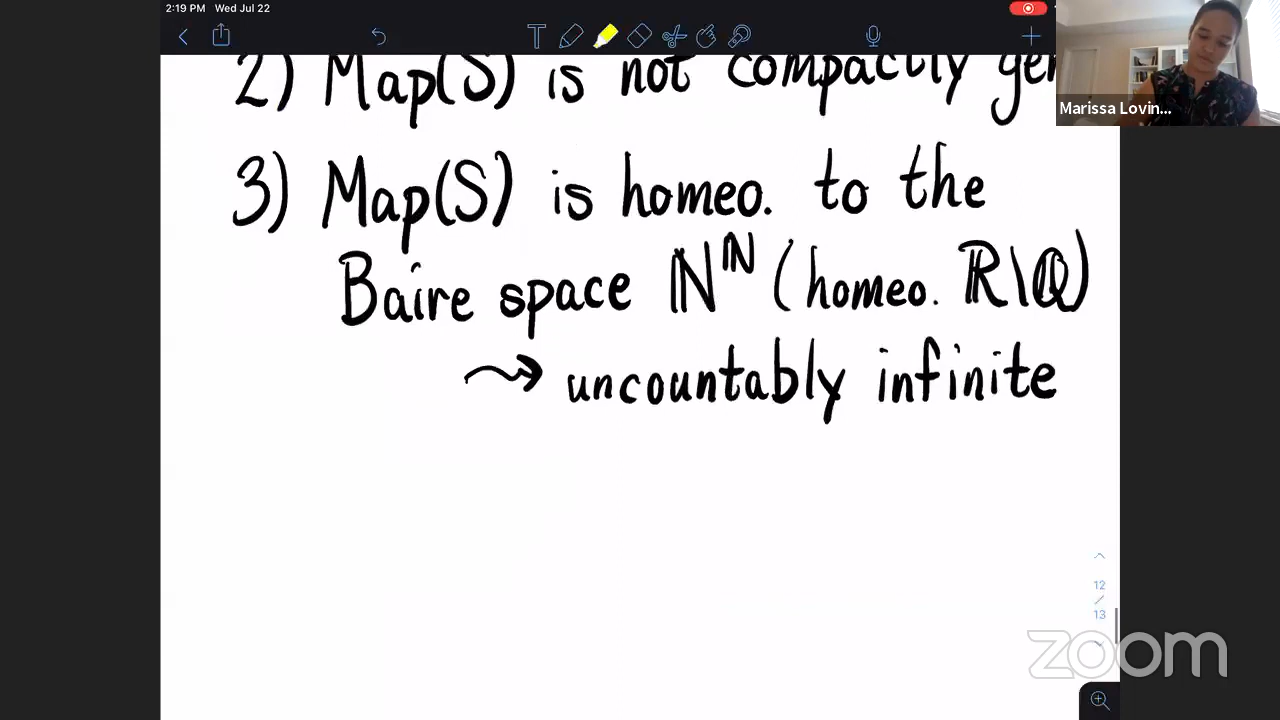 2:19 PM Wed Jul 22
2) Map(S) is not compactly gen
Marissa Lovin...
3) Map(S) is homeo. to the
Baire space ℕ^ℕ (homeo. ℝ\ℚ)
⇝ uncountably infinite
12
/
13
zoom